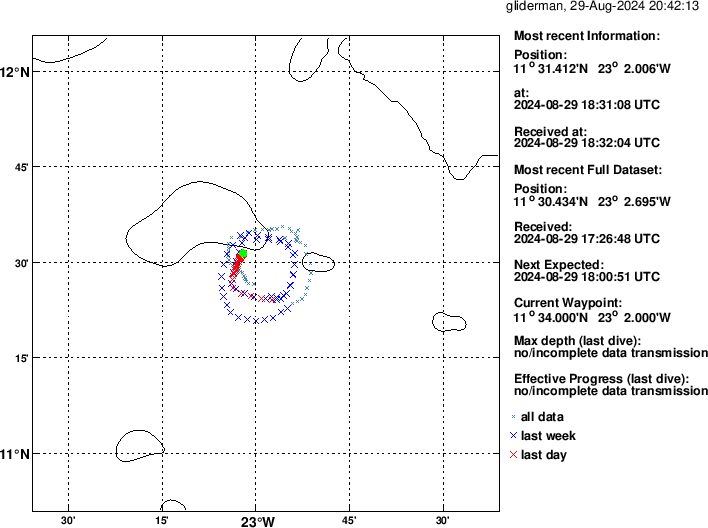 gliderman, 29-Aug-2024 20:42:13
Most recent Information:
Position:
11° 31.412'N 23° 2.006'W
at:
2024-08-29 18:31:08 UTC
Received at:
2024-08-29 18:32:04 UTC
Most recent Full Dataset:
Position:
11° 30.434'N 23° 2.695'W
Received:
2024-08-29 17:26:48 UTC
Next Expected:
2024-08-29 18:00:51 UTC
Current Waypoint:
11° 34.000'N 23° 2.000'W
Max depth (last dive):
no/incomplete data transmission
Effective Progress (last dive):
no/incomplete data transmission
all data
last week
last day
12°N
45'
30'
15'
11°N
30' 15' 23°W 45' 30'